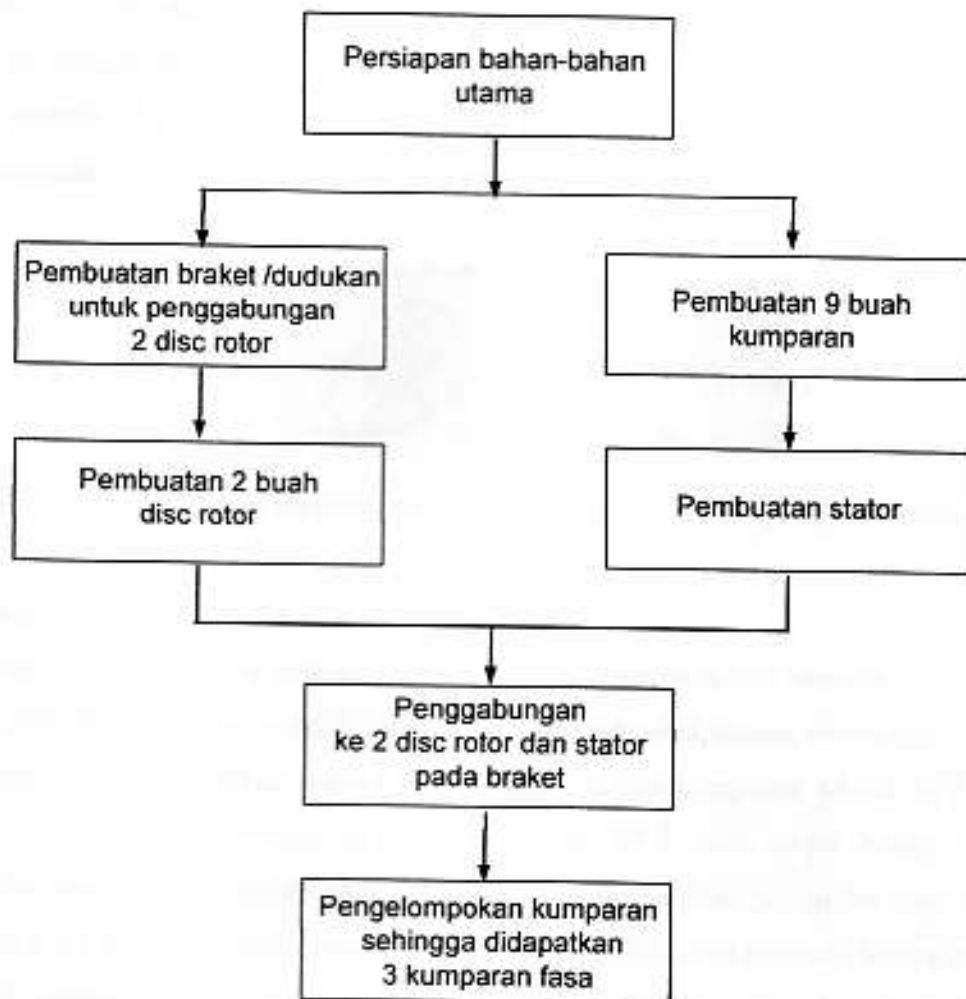 Persiapan bahan-bahan
utama
Pembuatan braket /dudukan
untuk penggabungan
2 disc rotor
Pembuatan 9 buah
kumparan
Pembuatan 2 buah
disc rotor
Pembuatan stator
Penggabungan
ke 2 disc rotor dan stator
pada braket
Pengelompokan kumparan
sehingga didapatkan
3 kumparan fasa